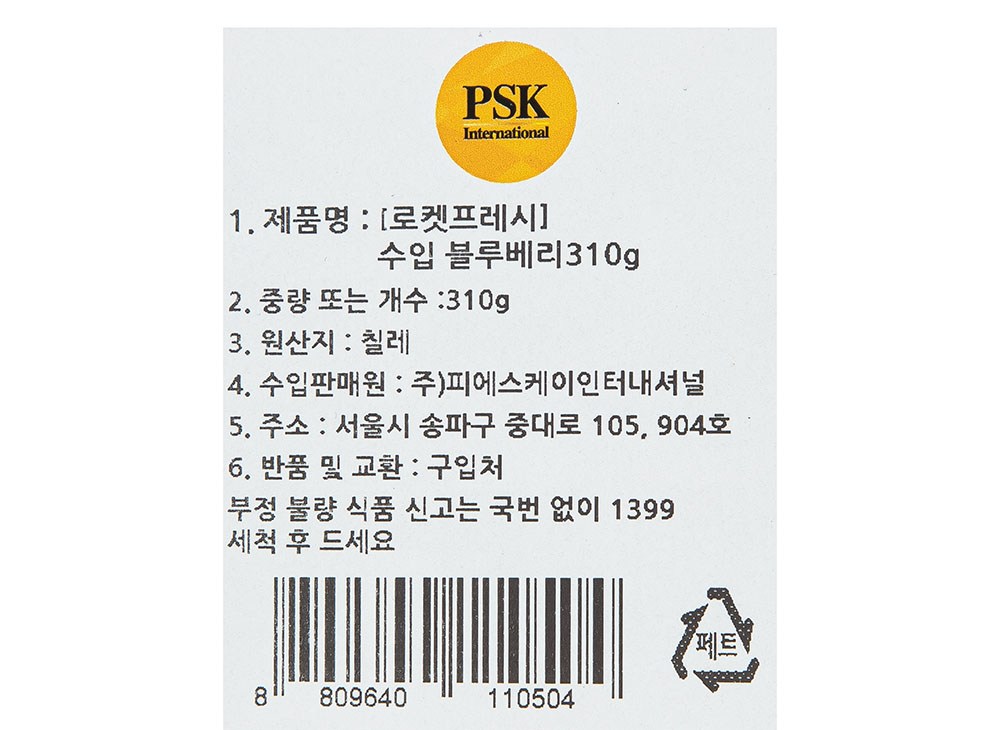 PSK
International
1. 제품명 : [로켓프레시]
수입 블루베리310g
2. 중량 또는 개수 :310g
3. 원산지 : 칠레
4. 수입판매원 : 주)피에스케이인터내셔널
5. 주소 : 서울시 송파구 중대로 105, 904호
6. 반품 및 교환 : 구입처
부정 불량 식품 신고는 국번 없이 1399
세척 후 드세요
페트
8 809640 110504